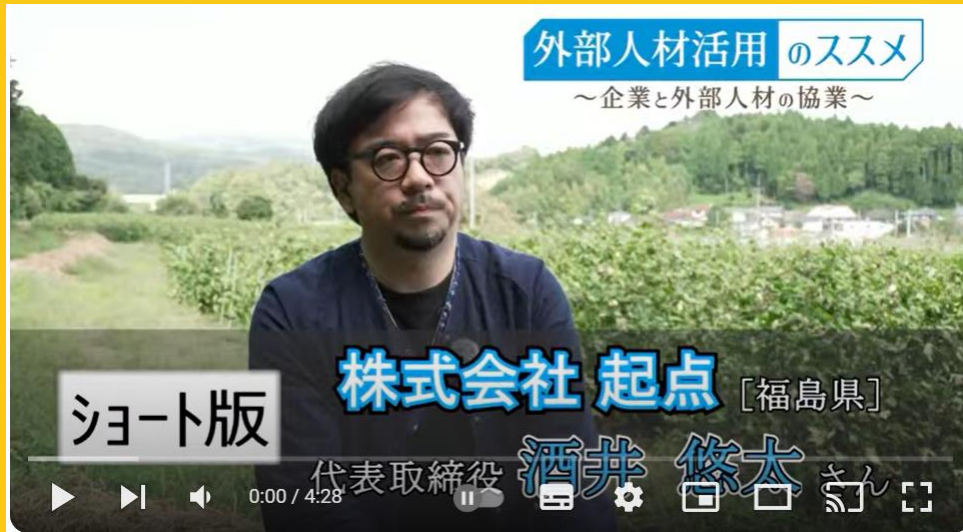 外部人材活用のススメ
～企業と外部人材の協業～
株式会社 起点 [福島県]
ショート版
代表取締役 酒井 悠太 さん
0:00 / 4:28